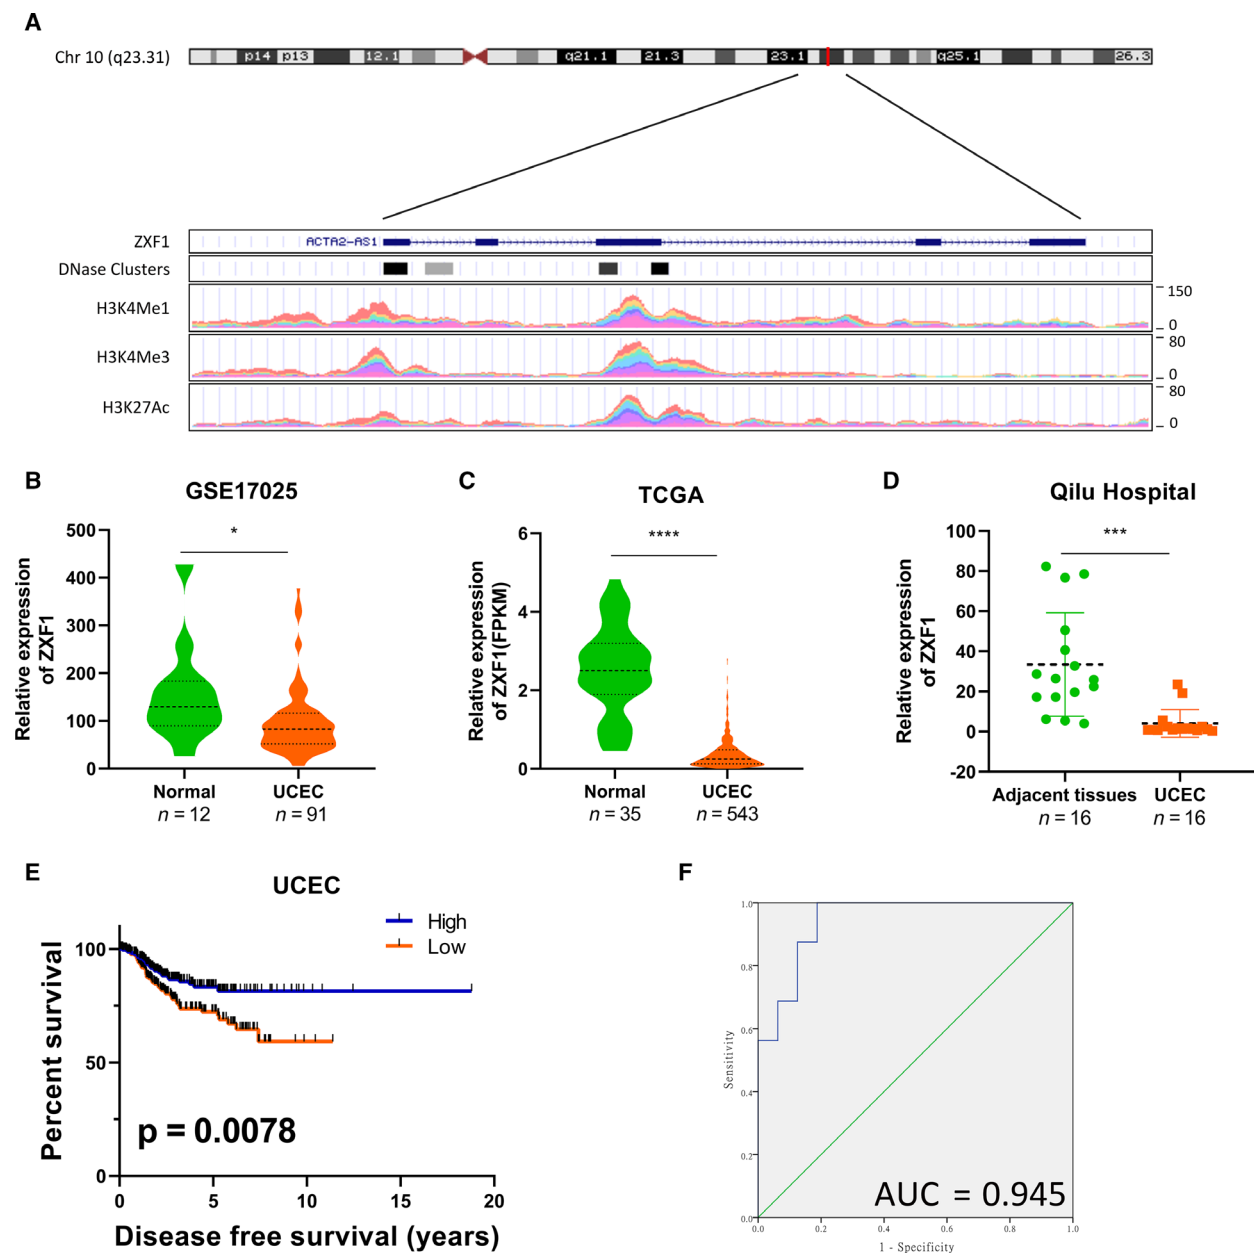 A
Chr 10 (q23.31)
p14 p13 12.1 q21.1 21.3 23.1 q25.1 26.3
ZXF1
ACTA2-AS1
DNase Clusters
H3K4Me1
150
0
H3K4Me3
80
0
H3K27Ac
80
0
B
GSE17025
*
Relative expression
of ZXF1
500
400
300
200
100
0
Normal UCEC
n = 12 n = 91
C
TCGA
****
Relative expression
of ZXF1(FPKM)
6
4
2
0
Normal UCEC
n = 35 n = 543
D
Qilu Hospital
***
Relative expression
of ZXF1
100
80
60
40
20
0
-20
Adjacent tissues UCEC
n = 16 n = 16
E
UCEC
High
Low
Percent survival
100
50
0
p = 0.0078
0 5 10 15 20
Disease free survival (years)
F
Sensitivity
1.0
0.8
0.6
0.4
0.2
0.0
AUC = 0.945
0.0 0.2 0.4 0.6 0.8 1.0
1 - Specificity